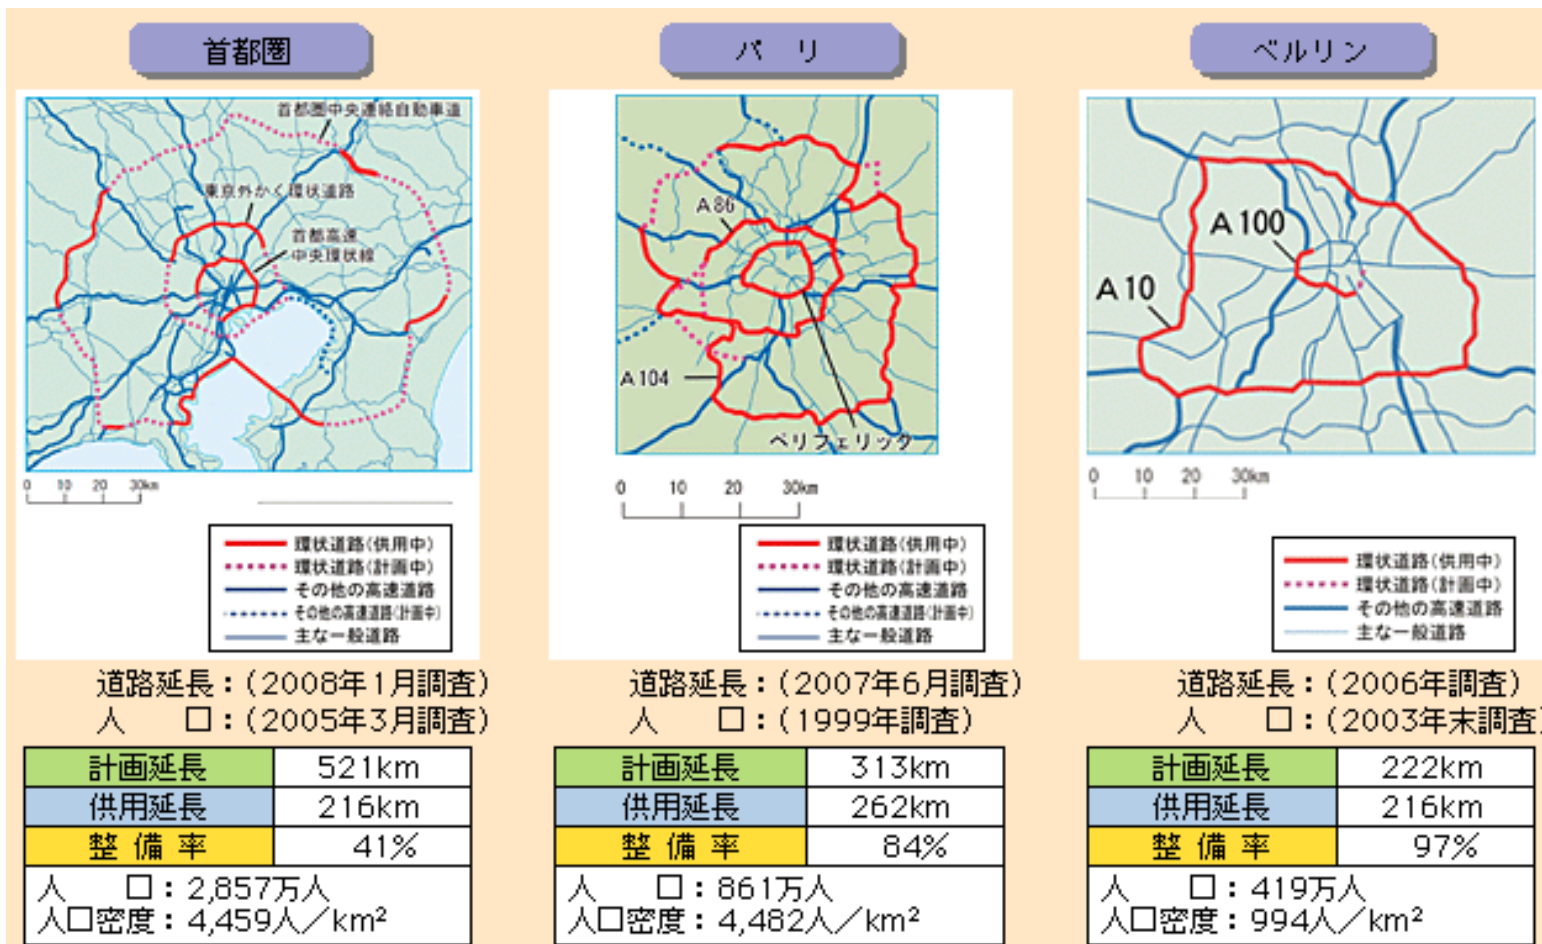 首都圏
首都圏中央連絡自動車道
東京外かく環状道路
首都高速
中央環状線
0 10 20 30km
環状道路(供用中)
環状道路(計画中)
その他の高速道路
その他の高速道路(計画中)
主な一般道路
道路延長：(2008年1月調査)
人　口：(2005年3月調査)
計画延長 521km
供用延長 216km
整備率 41%
人　口：2,857万人
人口密度：4,459人／km²
パリ
A86
A104
ペリフェリック
0 10 20 30km
環状道路(供用中)
環状道路(計画中)
その他の高速道路
その他の高速道路(計画中)
主な一般道路
道路延長：(2007年6月調査)
人　口：(1999年調査)
計画延長 313km
供用延長 262km
整備率 84%
人　口：861万人
人口密度：4,482人／km²
ベルリン
A100
A10
0 10 20 30km
環状道路(供用中)
環状道路(計画中)
その他の高速道路
主な一般道路
道路延長：(2006年調査)
人　口：(2003年末調査)
計画延長 222km
供用延長 216km
整備率 97%
人　口：419万人
人口密度：994人／km²